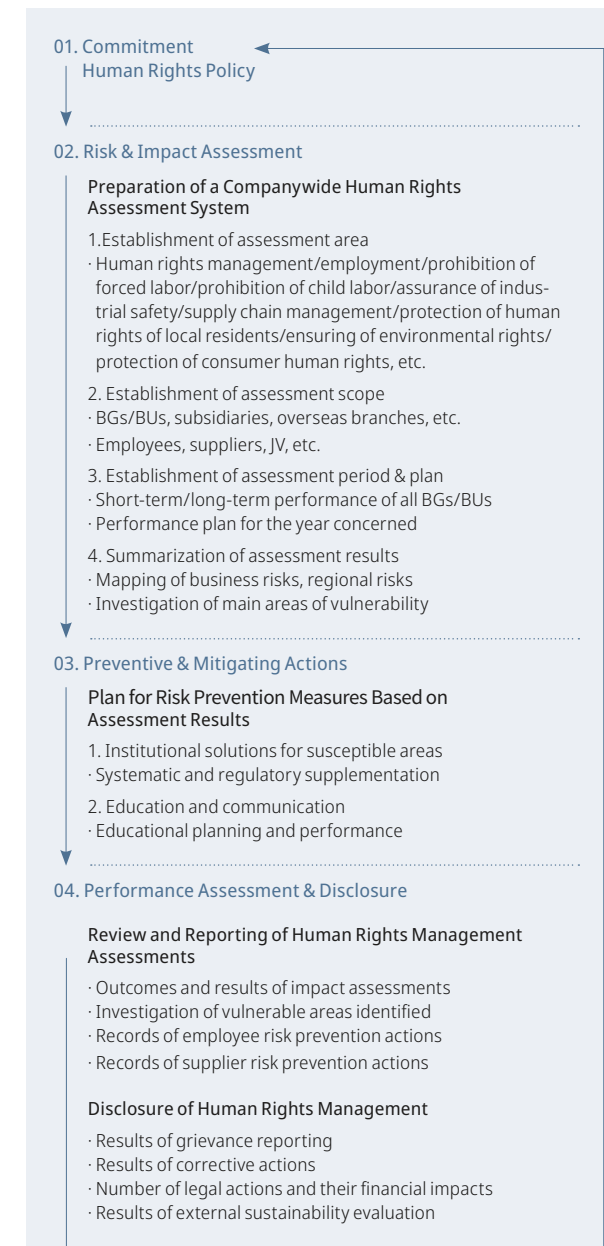 01. Commitment
Human Rights Policy
02. Risk & Impact Assessment
Preparation of a Companywide Human Rights
Assessment System
1.Establishment of assessment area
· Human rights management/employment/prohibition of
forced labor/prohibition of child labor/assurance of indus-
trial safety/supply chain management/protection of human
rights of local residents/ensuring of environmental rights/
protection of consumer human rights, etc.
2. Establishment of assessment scope
· BGs/BUs, subsidiaries, overseas branches, etc.
· Employees, suppliers, JV, etc.
3. Establishment of assessment period & plan
· Short-term/long-term performance of all BGs/BUs
· Performance plan for the year concerned
4. Summarization of assessment results
· Mapping of business risks, regional risks
· Investigation of main areas of vulnerability
03. Preventive & Mitigating Actions
Plan for Risk Prevention Measures Based on
Assessment Results
1. Institutional solutions for susceptible areas
· Systematic and regulatory supplementation
2. Education and communication
· Educational planning and performance
04. Performance Assessment & Disclosure
Review and Reporting of Human Rights Management
Assessments
· Outcomes and results of impact assessments
· Investigation of vulnerable areas identified
· Records of employee risk prevention actions
· Records of supplier risk prevention actions
Disclosure of Human Rights Management
· Results of grievance reporting
· Results of corrective actions
· Number of legal actions and their financial impacts
· Results of external sustainability evaluation